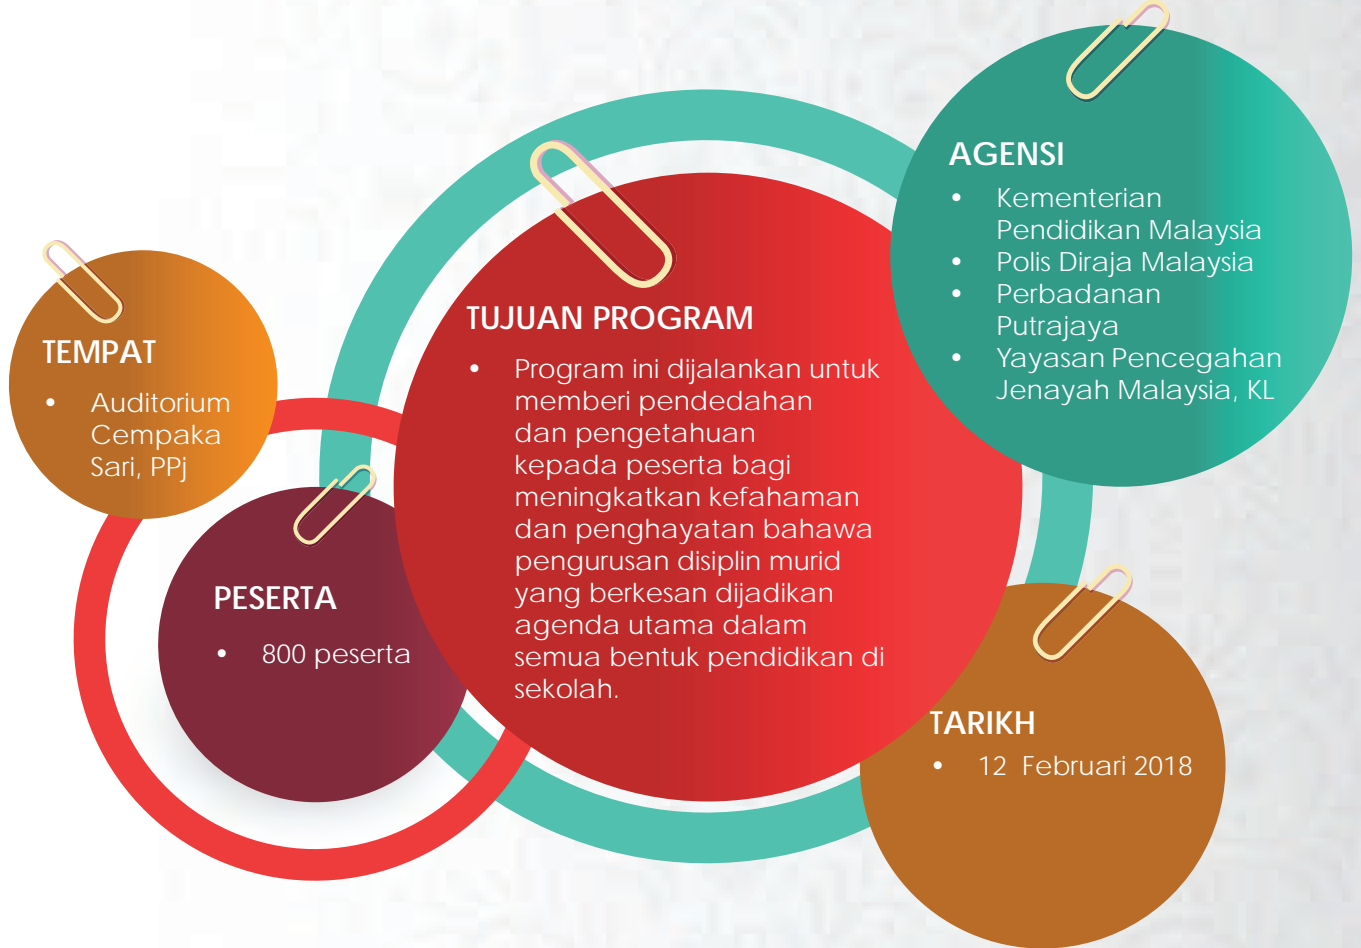 TEMPAT
• Auditorium
Cempaka
Sari, PPj
PESERTA
• 800 peserta
TUJUAN PROGRAM
• Program ini dijalankan untuk
memberi pendedahan
dan pengetahuan
kepada peserta bagi
meningkatkan kefahaman
dan penghayatan bahawa
pengurusan disiplin murid
yang berkesan dijadikan
agenda utama dalam
semua bentuk pendidikan di
sekolah.
AGENSI
• Kementerian
Pendidikan Malaysia
• Polis Diraja Malaysia
• Perbadanan
Putrajaya
• Yayasan Pencegahan
Jenayah Malaysia, KL
TARIKH
• 12 Februari 2018